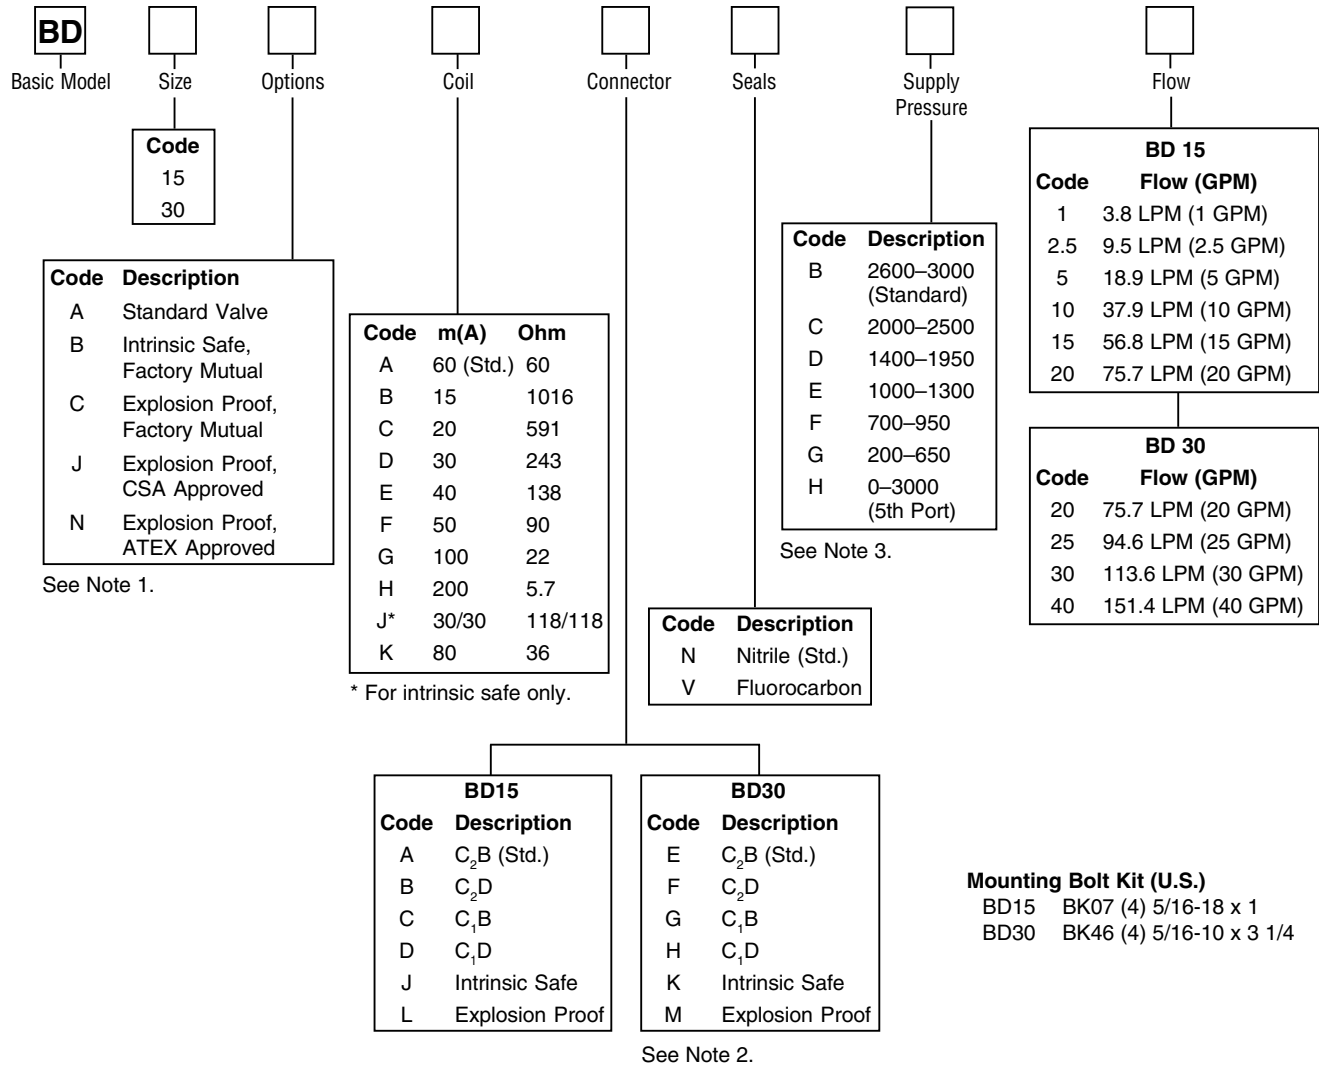 BD
Basic Model
Size
Options
Coil
Connector
Seals
Supply
Pressure
Flow
Code
15
30
Code Description
A Standard Valve
B Intrinsic Safe,
Factory Mutual
C Explosion Proof,
Factory Mutual
J Explosion Proof,
CSA Approved
N Explosion Proof,
ATEX Approved
See Note 1.
Code m(A) Ohm
A 60 (Std.) 60
B 15 1016
C 20 591
D 30 243
E 40 138
F 50 90
G 100 22
H 200 5.7
J* 30/30 118/118
K 80 36
* For intrinsic safe only.
BD15
Code Description
A C₂B (Std.)
B C₂D
C C₁B
D C₁D
J Intrinsic Safe
L Explosion Proof
BD30
Code Description
E C₂B (Std.)
F C₂D
G C₁B
H C₁D
K Intrinsic Safe
M Explosion Proof
See Note 2.
Code Description
N Nitrile (Std.)
V Fluorocarbon
Code Description
B 2600–3000
(Standard)
C 2000–2500
D 1400–1950
E 1000–1300
F 700–950
G 200–650
H 0–3000
(5th Port)
See Note 3.
BD 15
Code Flow (GPM)
1 3.8 LPM (1 GPM)
2.5 9.5 LPM (2.5 GPM)
5 18.9 LPM (5 GPM)
10 37.9 LPM (10 GPM)
15 56.8 LPM (15 GPM)
20 75.7 LPM (20 GPM)
BD 30
Code Flow (GPM)
20 75.7 LPM (20 GPM)
25 94.6 LPM (25 GPM)
30 113.6 LPM (30 GPM)
40 151.4 LPM (40 GPM)
Mounting Bolt Kit (U.S.)
BD15 BK07 (4) 5/16-18 x 1
BD30 BK46 (4) 5/16-10 x 3 1/4